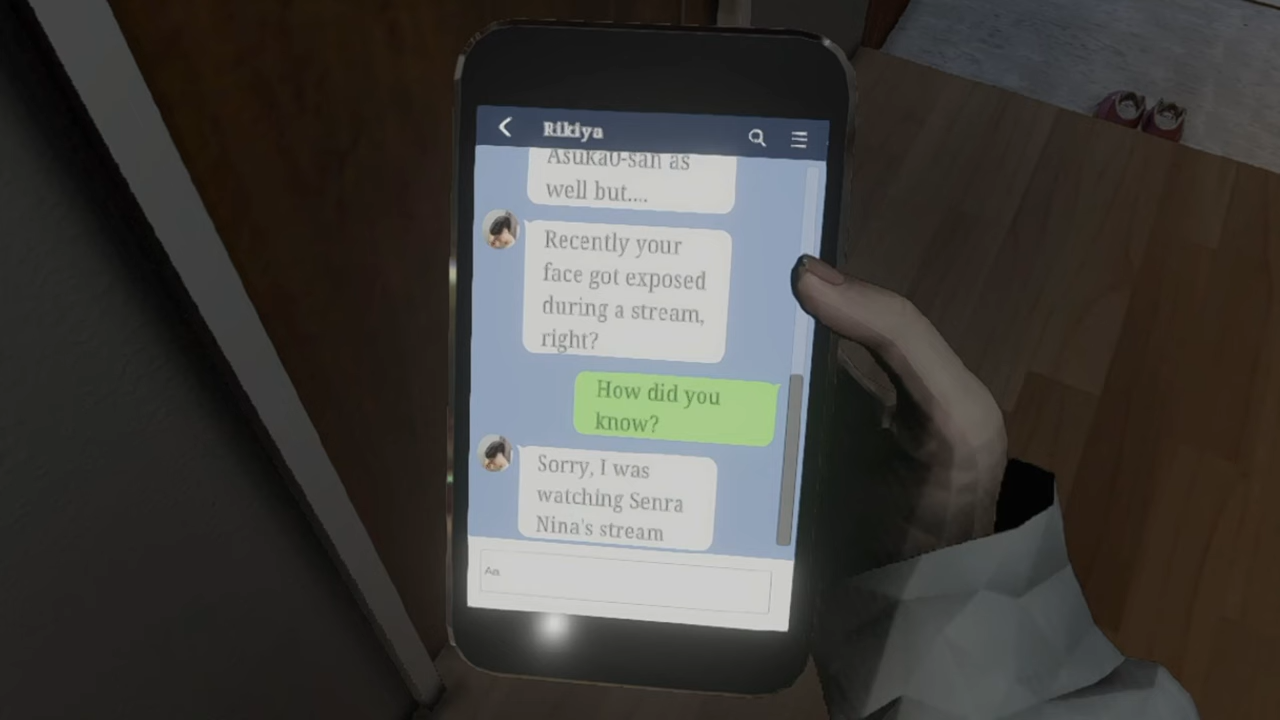 Rikiya
Asuka0-san as
well but....
Recently your
face got exposed
during a stream,
right?
How did you
know?
Sorry, I was
watching Senra
Nina's stream
Aa